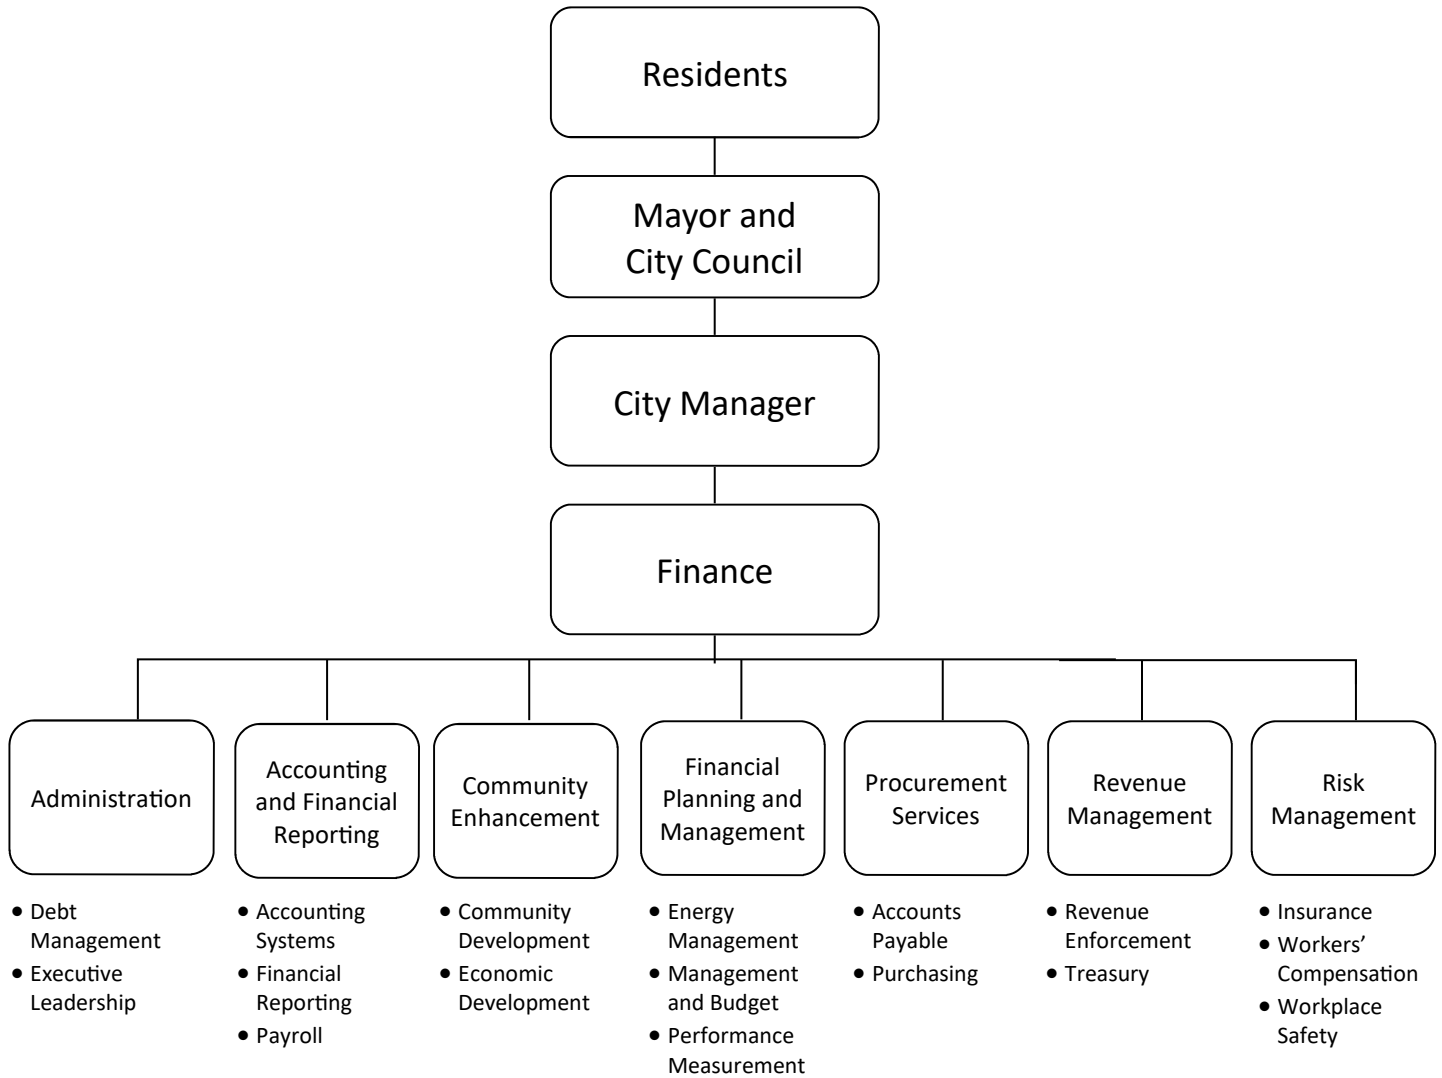 Residents
Mayor and
City Council
City Manager
Finance
Administration
Accounting
and Financial
Reporting
Community
Enhancement
Financial
Planning and
Management
Procurement
Services
Revenue
Management
Risk
Management
• Debt
Management
• Executive
Leadership
• Accounting
Systems
• Financial
Reporting
• Payroll
• Community
Development
• Economic
Development
• Energy
Management
• Management
and Budget
• Performance
Measurement
• Accounts
Payable
• Purchasing
• Revenue
Enforcement
• Treasury
• Insurance
• Workers’
Compensation
• Workplace
Safety